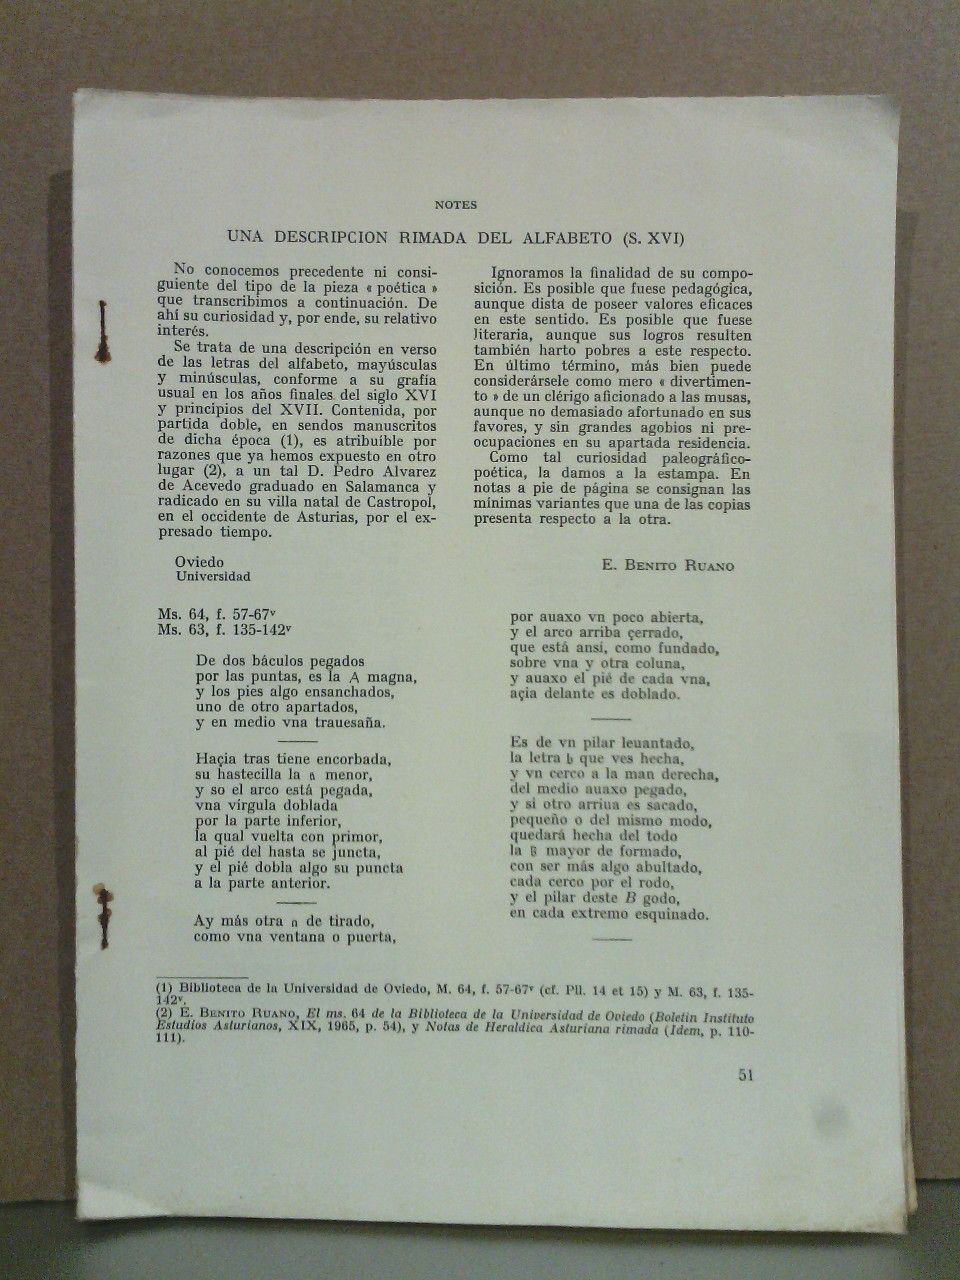 NOTES
UNA DESCRIPCION RIMADA DEL ALFABETO (S. XVI)
No conocemos precedente ni consi-
guiente del tipo de la pieza « poética »
que transcribimos a continuación. De
ahí su curiosidad y, por ende, su relativo
interés.
Se trata de una descripción en verso
de las letras del alfabeto, mayúsculas
y minúsculas, conforme a su grafía
usual en los años finales del siglo XVI
y principios del XVII. Contenida, por
partida doble, en sendos manuscritos
de dicha época (1), es atribuíble por
razones que ya hemos expuesto en otro
lugar (2), a un tal D. Pedro Alvarez
de Acevedo graduado en Salamanca y
radicado en su villa natal de Castropol,
en el occidente de Asturias, por el ex-
presado tiempo.
Ignoramos la finalidad de su compo-
sición. Es posible que fuese pedagógica,
aunque dista de poseer valores eficaces
en este sentido. Es posible que fuese
literaria, aunque sus logros resulten
también harto pobres a este respecto.
En último término, más bien puede
considerársele como mero « divertimen-
to » de un clérigo aficionado a las musas,
aunque no demasiado afortunado en sus
favores, y sin grandes agobios ni pre-
ocupaciones en su apartada residencia.
Como tal curiosidad paleográfico-
poética, la damos a la estampa. En
notas a pie de página se consignan las
mínimas variantes que una de las copias
presenta respecto a la otra.
Oviedo
Universidad
E. BENITO RUANO
Ms. 64, f. 57-67v
Ms. 63, f. 135-142v
De dos báculos pegados
por las puntas, es la A magna,
y los pies algo ensanchados,
uno de otro apartados,
y en medio vna trauesaña.
Haçia tras tiene encorbada,
su hastecilla la a menor,
y so el arco está pegada,
vna vírgula doblada
por la parte inferior,
la qual vuelta con primor,
al pié del hasta se juncta,
y el pié dobla algo su puncta
a la parte anterior.
Ay más otra a de tirado,
como vna ventana o puerta,
por auaxo vn poco abierta,
y el arco arriba çerrado,
que está ansi, como fundado,
sobre vna y otra coluna,
y auaxo el pié de cada vna,
açia delante es doblado.
Es de vn pilar leuantado,
la letra b que ves hecha,
y vn cerco a la man derecha,
del medio auaxo pegado,
y si otro arriua es sacado,
pequeño o del mismo modo,
quedará hecha del todo
la B mayor de formado,
con ser más algo abultado,
cada cerco por el rodo,
y el pilar deste B godo,
en cada extremo esquinado.
(1) Biblioteca de la Universidad de Oviedo, M. 64, f. 57-67v (cf. Pll. 14 et 15) y M. 63, f. 135-
142v.
(2) E. BENITO RUANO, El ms. 64 de la Biblioteca de la Universidad de Oviedo (Boletín Instituto
Estudios Asturianos, XIX, 1965, p. 54), y Notas de Heraldica Asturiana rimada (Idem, p. 110-
111).
51